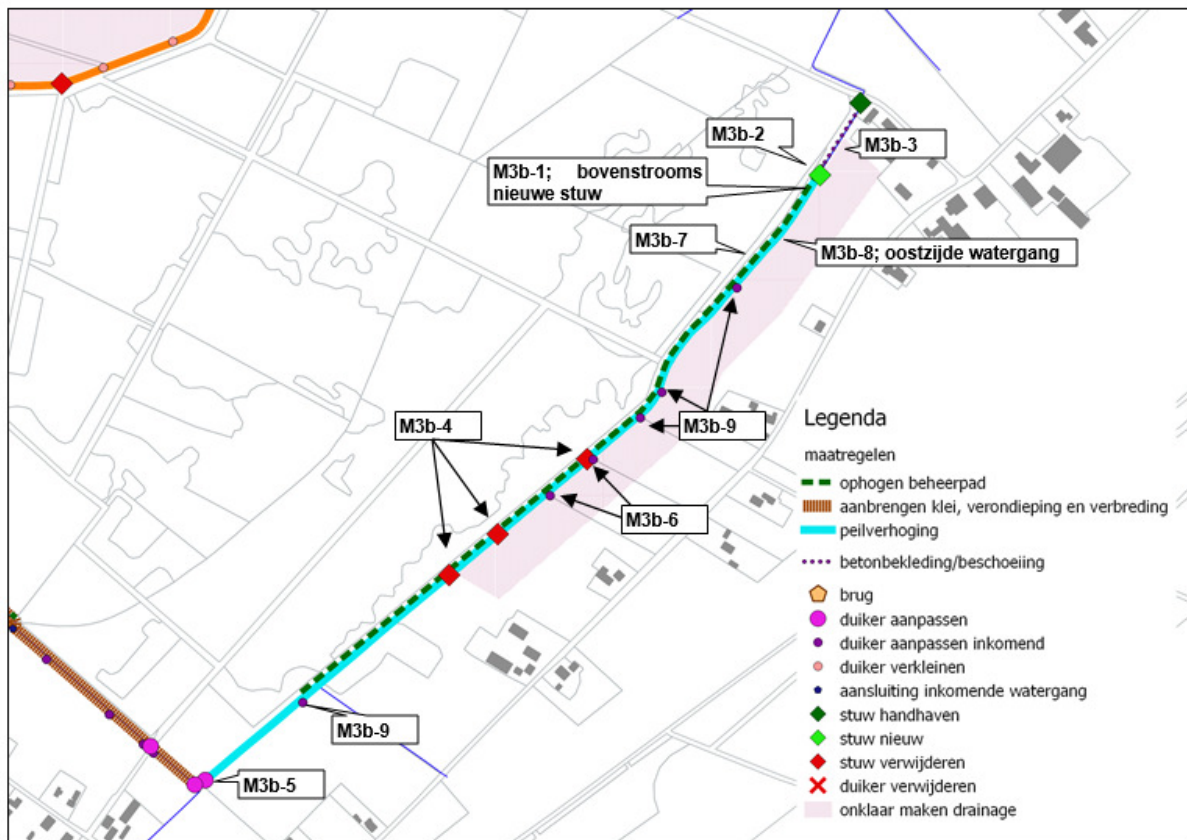 M3b-2
M3b-3
M3b-1; bovenstrooms
nieuwe stuw
M3b-7
M3b-8; oostzijde watergang
M3b-4
M3b-9
M3b-6
M3b-9
M3b-5
Legenda
maatregelen
ophogen beheerpad
aanbrengen klei, verondieping en verbreding
peilverhoging
betonbekleding/beschoeiing
brug
duiker aanpassen
duiker aanpassen inkomend
duiker verkleinen
aansluiting inkomende watergang
stuw handhaven
stuw nieuw
stuw verwijderen
duiker verwijderen
onklaar maken drainage